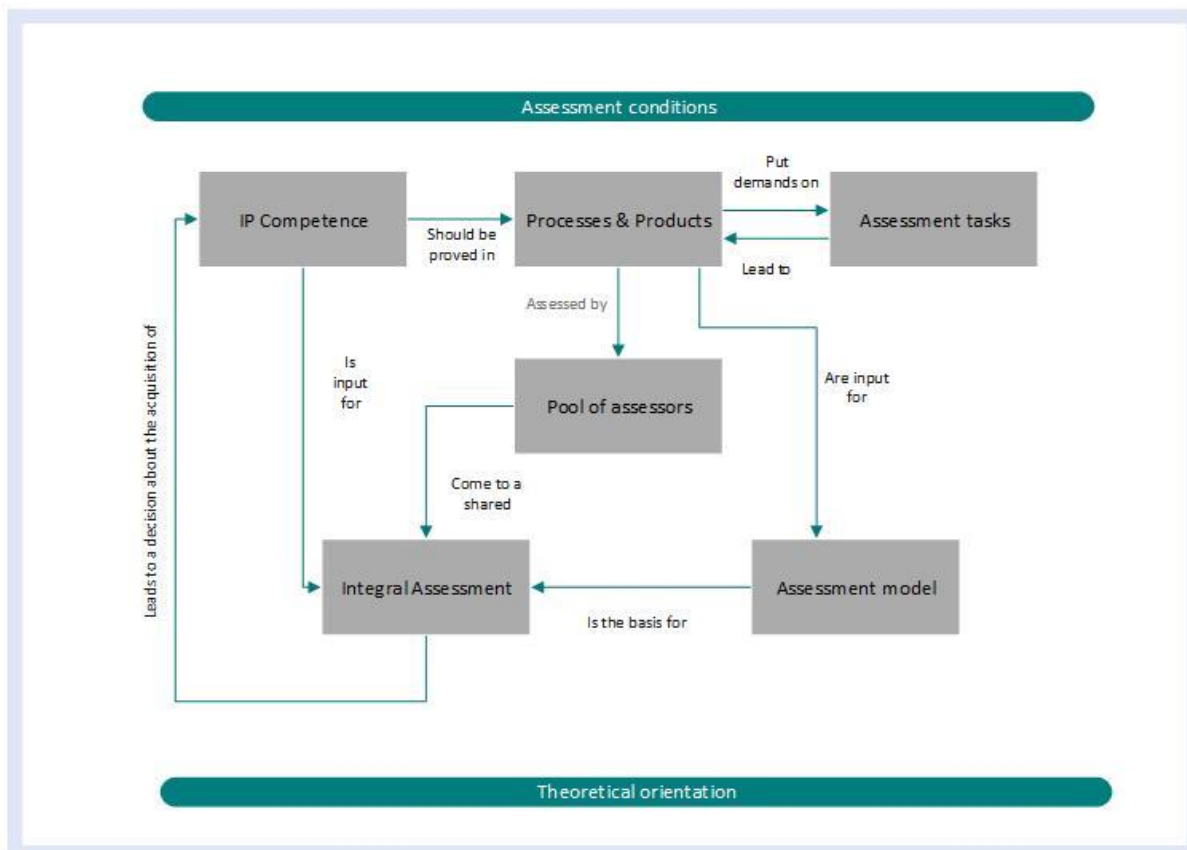 Assessment conditions
Put
demands on
IP Competence
Processes & Products
Assessment tasks
Should be
proved in
Lead to
Assessed by
Leads to a decision about the acquisition of
Is
input
for
Are input
for
Pool of assessors
Come to a
shared
Integral Assessment
Assessment model
Is the basis for
Theoretical orientation